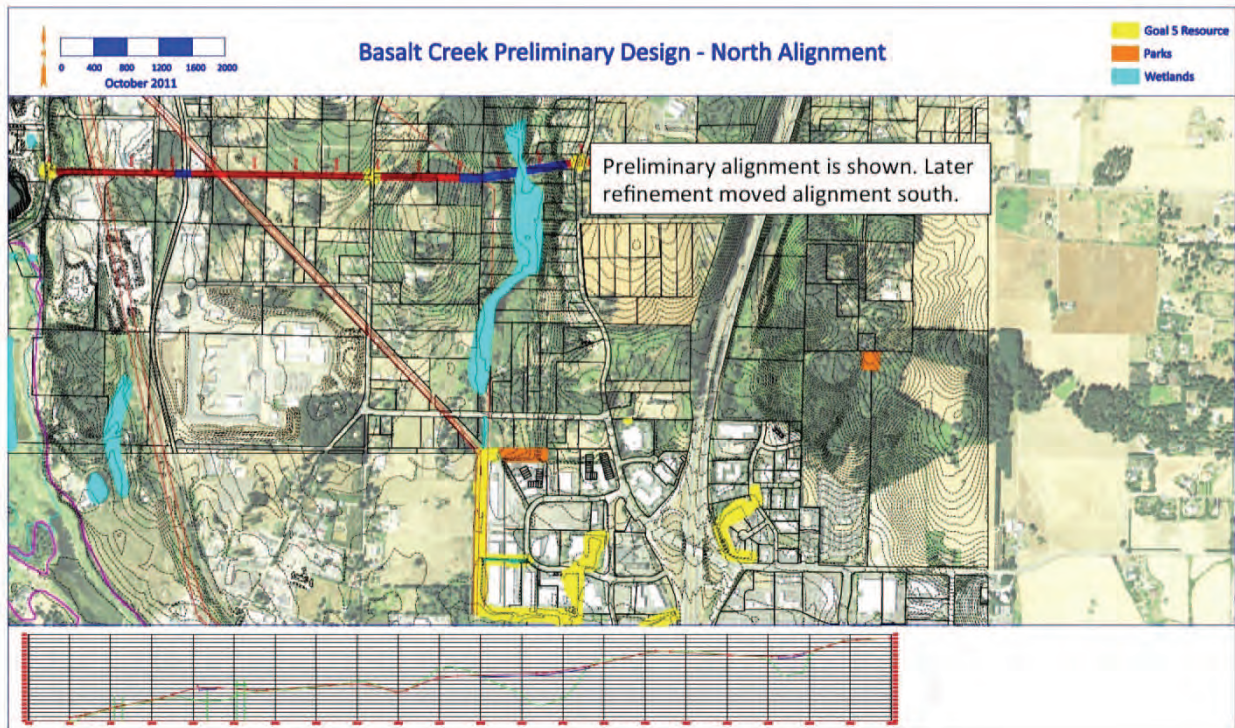 0 400 800 1200 1600 2000
October 2011
Basalt Creek Preliminary Design - North Alignment
Goal 5 Resource
Parks
Wetlands
Preliminary alignment is shown. Later
refinement moved alignment south.